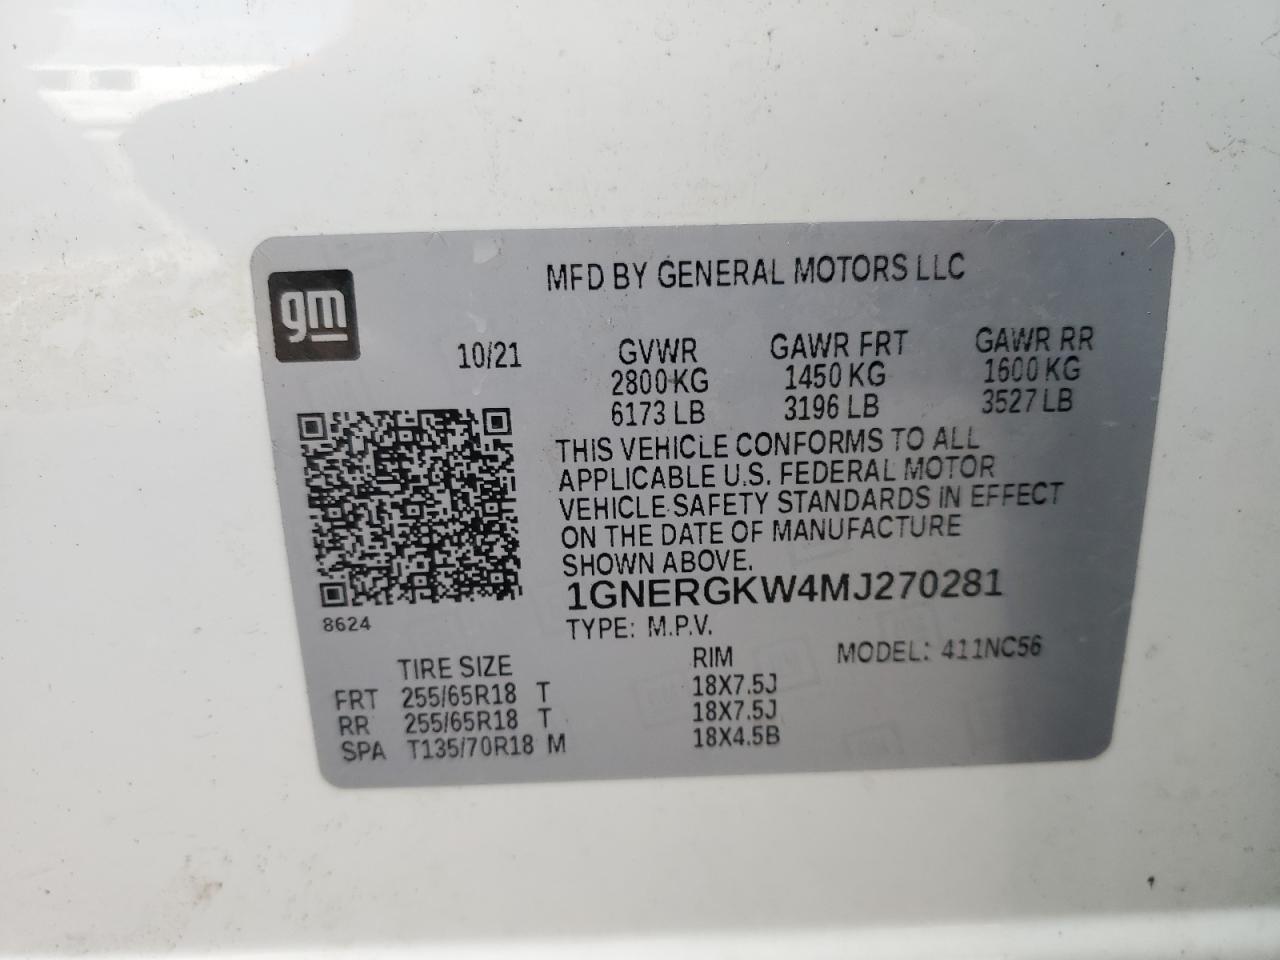 MFD BY GENERAL MOTORS LLC
gm
10/21
GVWR GAWR FRT GAWR RR
2800 KG 1450 KG 1600 KG
6173 LB 3196 LB 3527 LB
THIS VEHICLE CONFORMS TO ALL
APPLICABLE U.S. FEDERAL MOTOR
VEHICLE SAFETY STANDARDS IN EFFECT
ON THE DATE OF MANUFACTURE
SHOWN ABOVE.
1GNERGKW4MJ270281
8624
TYPE: M.P.V. MODEL: 411NC56
TIRE SIZE RIM
FRT 255/65R18 T 18X7.5J
RR 255/65R18 T 18X7.5J
SPA T135/70R18 M 18X4.5B